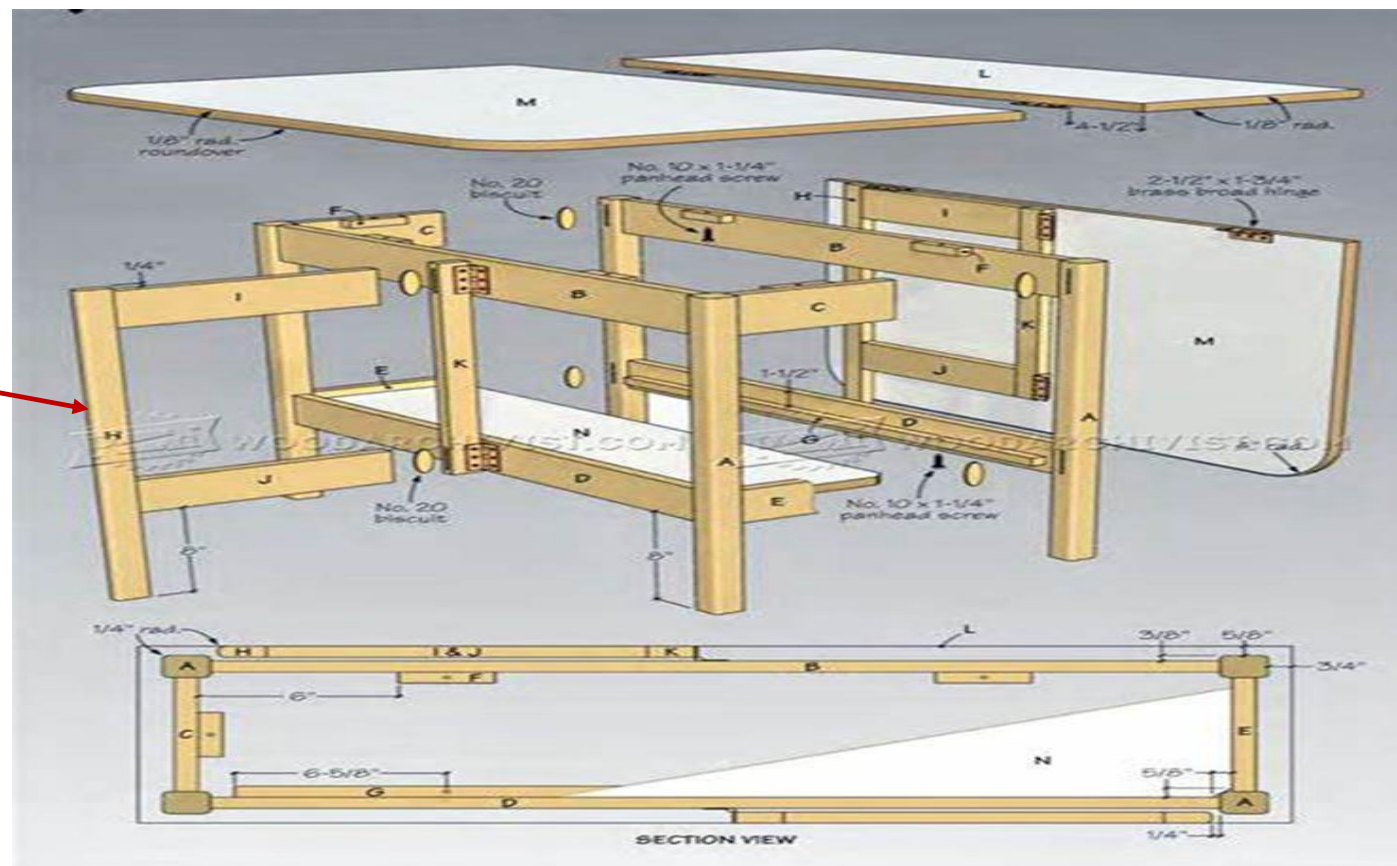 L
M
1/8" rad.
roundover
4-1/2"
1/8" rad.
No. 20
biscuit
No. 10 x 1-1/4"
panhead screw
2-1/2" x 1-3/4"
brass broad hinge
H
I
F
C
B
F
1/4"
I
B
C
K
M
K
J
E
1-1/2"
D
A
G
H
N
A
WOODARCHIVIST.COM
J
D
E
No. 20
biscuit
No. 10 x 1-1/4"
panhead screw
8"
8"
1/4" rad.
L
3/8"
5/8"
H
I & J
K
A
B
3/4"
F
6"
C
E
6-5/8"
N
5/8"
G
D
A
SECTION VIEW
1/4"